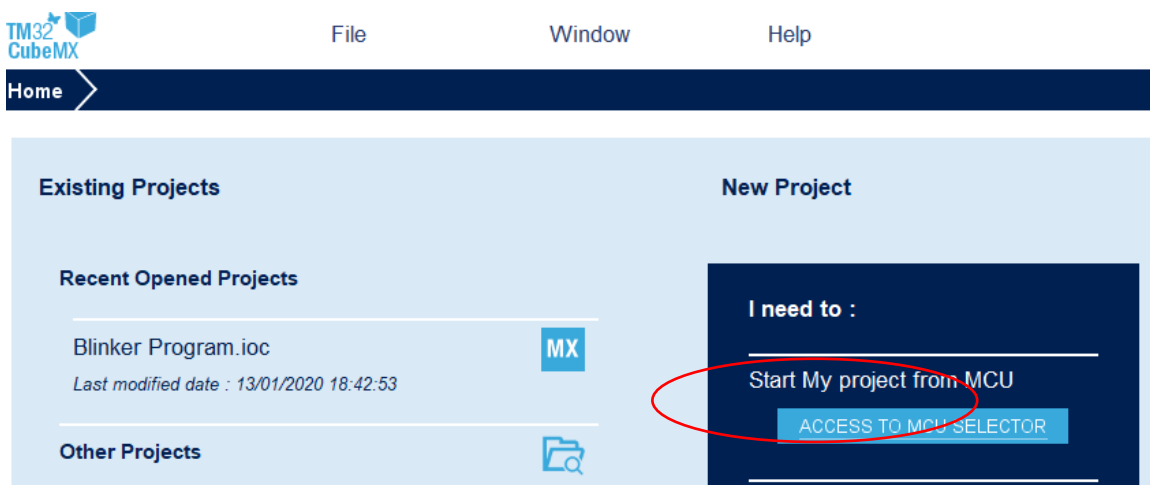 TM32
CubeMX
File
Window
Help
Home
Existing Projects
New Project
Recent Opened Projects
I need to :
Blinker Program.ioc
MX
Last modified date : 13/01/2020 18:42:53
Start My project from MCU
ACCESS TO MCU SELECTOR
Other Projects